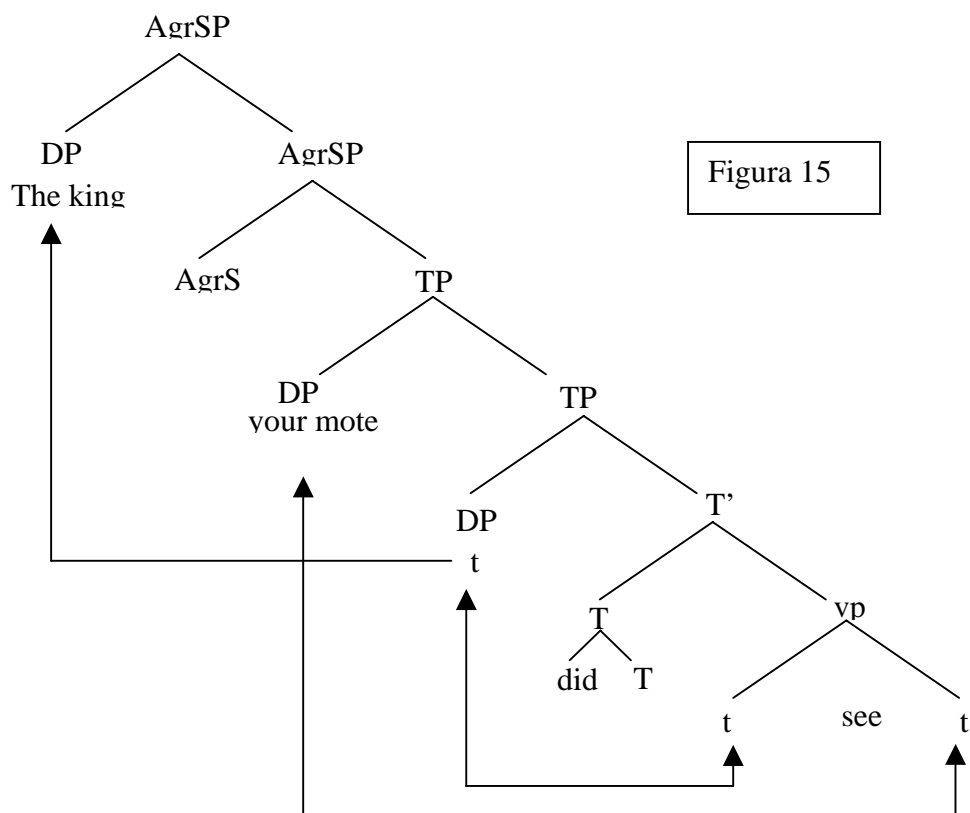 AgrSP
DP AgrSP
The king
Figura 15
AgrS TP
DP TP
your mote
DP T’
t
T vp
did T
t see t